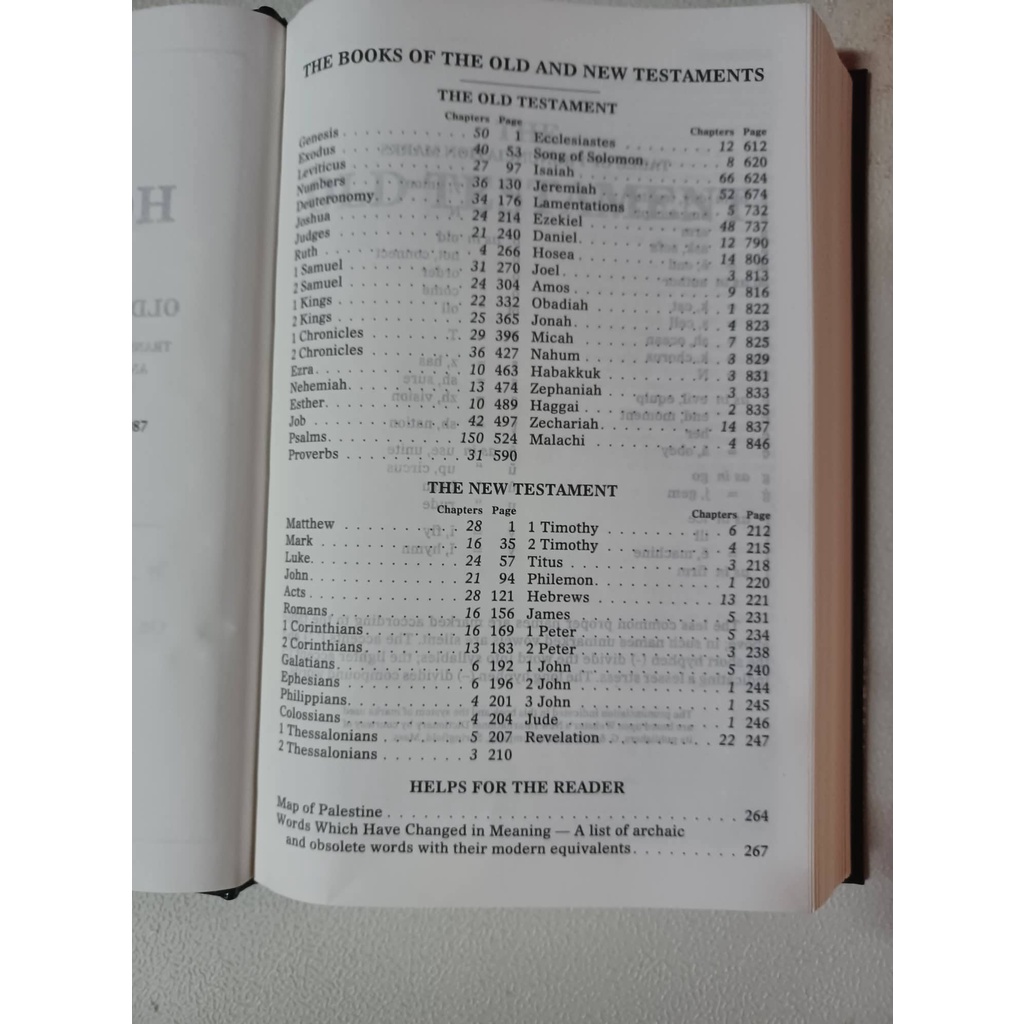 THE BOOKS OF THE OLD AND NEW TESTAMENTS
THE OLD TESTAMENT
Chapters Page
Genesis . . . . . . . . . . 50 1
Exodus . . . . . . . . . . 40 53
Leviticus . . . . . . . . . 27 97
Numbers . . . . . . . . . 36 130
Deuteronomy. . . . . . . . 34 176
Joshua . . . . . . . . . . 24 214
Judges . . . . . . . . . . 21 240
Ruth . . . . . . . . . . . 4 266
1 Samuel . . . . . . . . . 31 270
2 Samuel . . . . . . . . . 24 304
1 Kings . . . . . . . . . . 22 332
2 Kings . . . . . . . . . . 25 365
1 Chronicles . . . . . . . 29 396
2 Chronicles . . . . . . . 36 427
Ezra. . . . . . . . . . . . 10 463
Nehemiah. . . . . . . . . 13 474
Esther. . . . . . . . . . . 10 489
Job . . . . . . . . . . . . 42 497
Psalms. . . . . . . . . . 150 524
Proverbs . . . . . . . . . 31 590
Chapters Page
Ecclesiastes . . . . . . . 12 612
Song of Solomon. . . . . . 8 620
Isaiah . . . . . . . . . . 66 624
Jeremiah . . . . . . . . . 52 674
Lamentations . . . . . . . 5 732
Ezekiel . . . . . . . . . . 48 737
Daniel. . . . . . . . . . . 12 790
Hosea . . . . . . . . . . 14 806
Joel. . . . . . . . . . . . 3 813
Amos . . . . . . . . . . . 9 816
Obadiah . . . . . . . . . 1 822
Jonah. . . . . . . . . . . 4 823
Micah . . . . . . . . . . 7 825
Nahum . . . . . . . . . . 3 829
Habakkuk . . . . . . . . . 3 831
Zephaniah . . . . . . . . 3 833
Haggai . . . . . . . . . . 2 835
Zechariah. . . . . . . . . 14 837
Malachi . . . . . . . . . 4 846
THE NEW TESTAMENT
Chapters Page
Matthew . . . . . . . . . 28 1
Mark . . . . . . . . . . . 16 35
Luke. . . . . . . . . . . . 24 57
John. . . . . . . . . . . . 21 94
Acts . . . . . . . . . . . 28 121
Romans . . . . . . . . . . 16 156
1 Corinthians. . . . . . . 16 169
2 Corinthians. . . . . . . 13 183
Galatians . . . . . . . . . 6 192
Ephesians . . . . . . . . . 6 196
Philippians. . . . . . . . 4 201
Colossians . . . . . . . . 4 204
1 Thessalonians . . . . . . 5 207
2 Thessalonians . . . . . . 3 210
Chapters Page
1 Timothy . . . . . . . . . 6 212
2 Timothy . . . . . . . . . 4 215
Titus . . . . . . . . . . . 3 218
Philemon. . . . . . . . . . 1 220
Hebrews . . . . . . . . . 13 221
James . . . . . . . . . . . 5 231
1 Peter . . . . . . . . . . 5 234
2 Peter . . . . . . . . . . 3 238
1 John . . . . . . . . . . 5 240
2 John . . . . . . . . . . 1 244
3 John . . . . . . . . . . 1 245
Jude . . . . . . . . . . . 1 246
Revelation . . . . . . . . 22 247
HELPS FOR THE READER
Map of Palestine . . . . . . . . . . . . . . . . . . . . . . 264
Words Which Have Changed in Meaning — A list of archaic
and obsolete words with their modern equivalents. . . . . . . . . 267